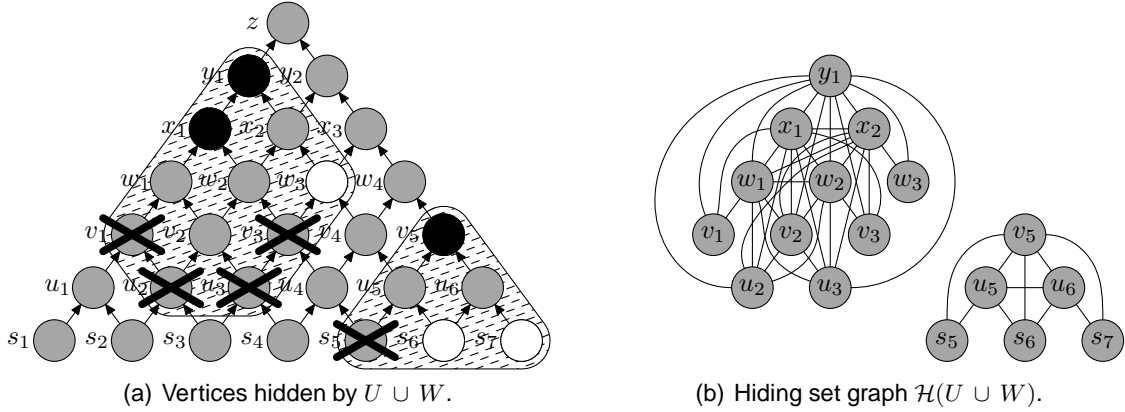 z
y₁ y₂
x₁ x₂ x₃
w₁ w₂ w₃ w₄
v₁ v₂ v₃ v₄ v₅
u₁ u₂ u₃ u₄ u₅ u₆
s₁ s₂ s₃ s₄ s₅ s₆ s₇
(a) Vertices hidden by U ∪ W.
y₁
x₁ x₂
w₁ w₂ w₃
v₁ v₂ v₃
u₂ u₃
v₅
u₅ u₆
s₅ s₆ s₇
(b) Hiding set graph ℋ(U ∪ W).